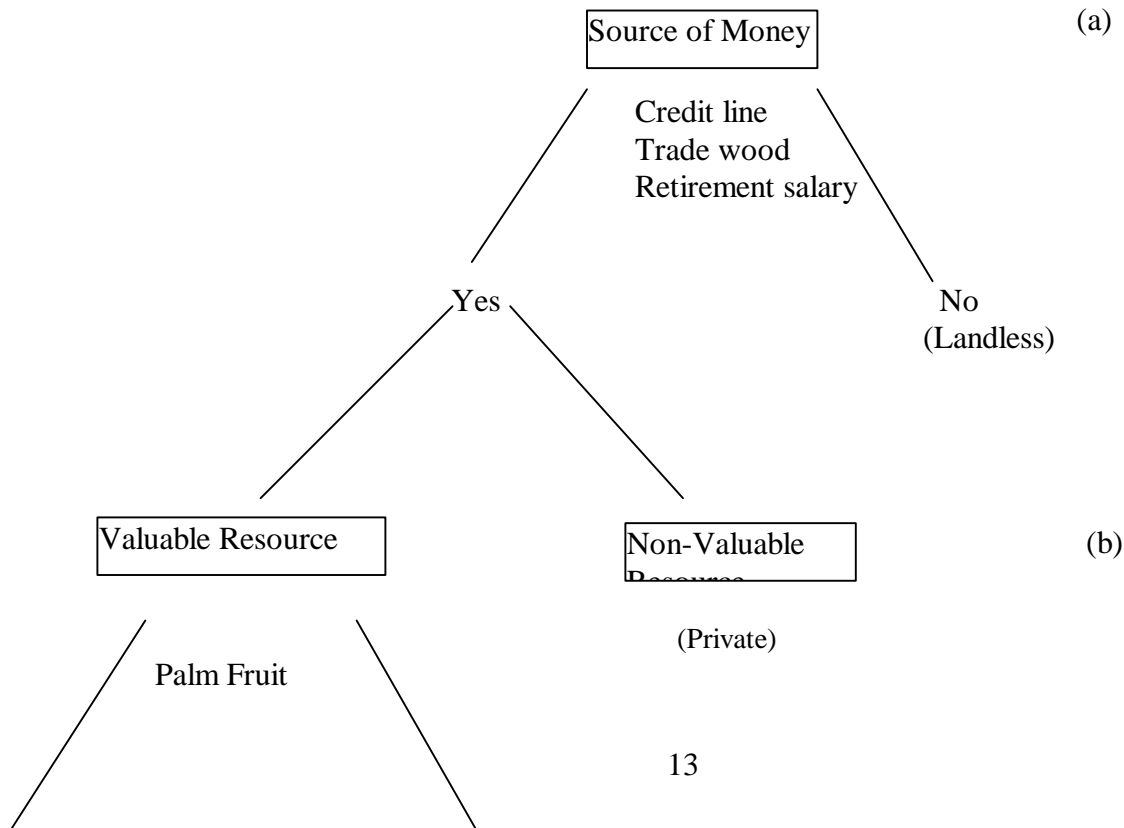 Source of Money
(a)
Credit line
Trade wood
Retirement salary
Yes
No
(Landless)
Valuable Resource
Non-Valuable
Resource
(b)
(Private)
Palm Fruit
13